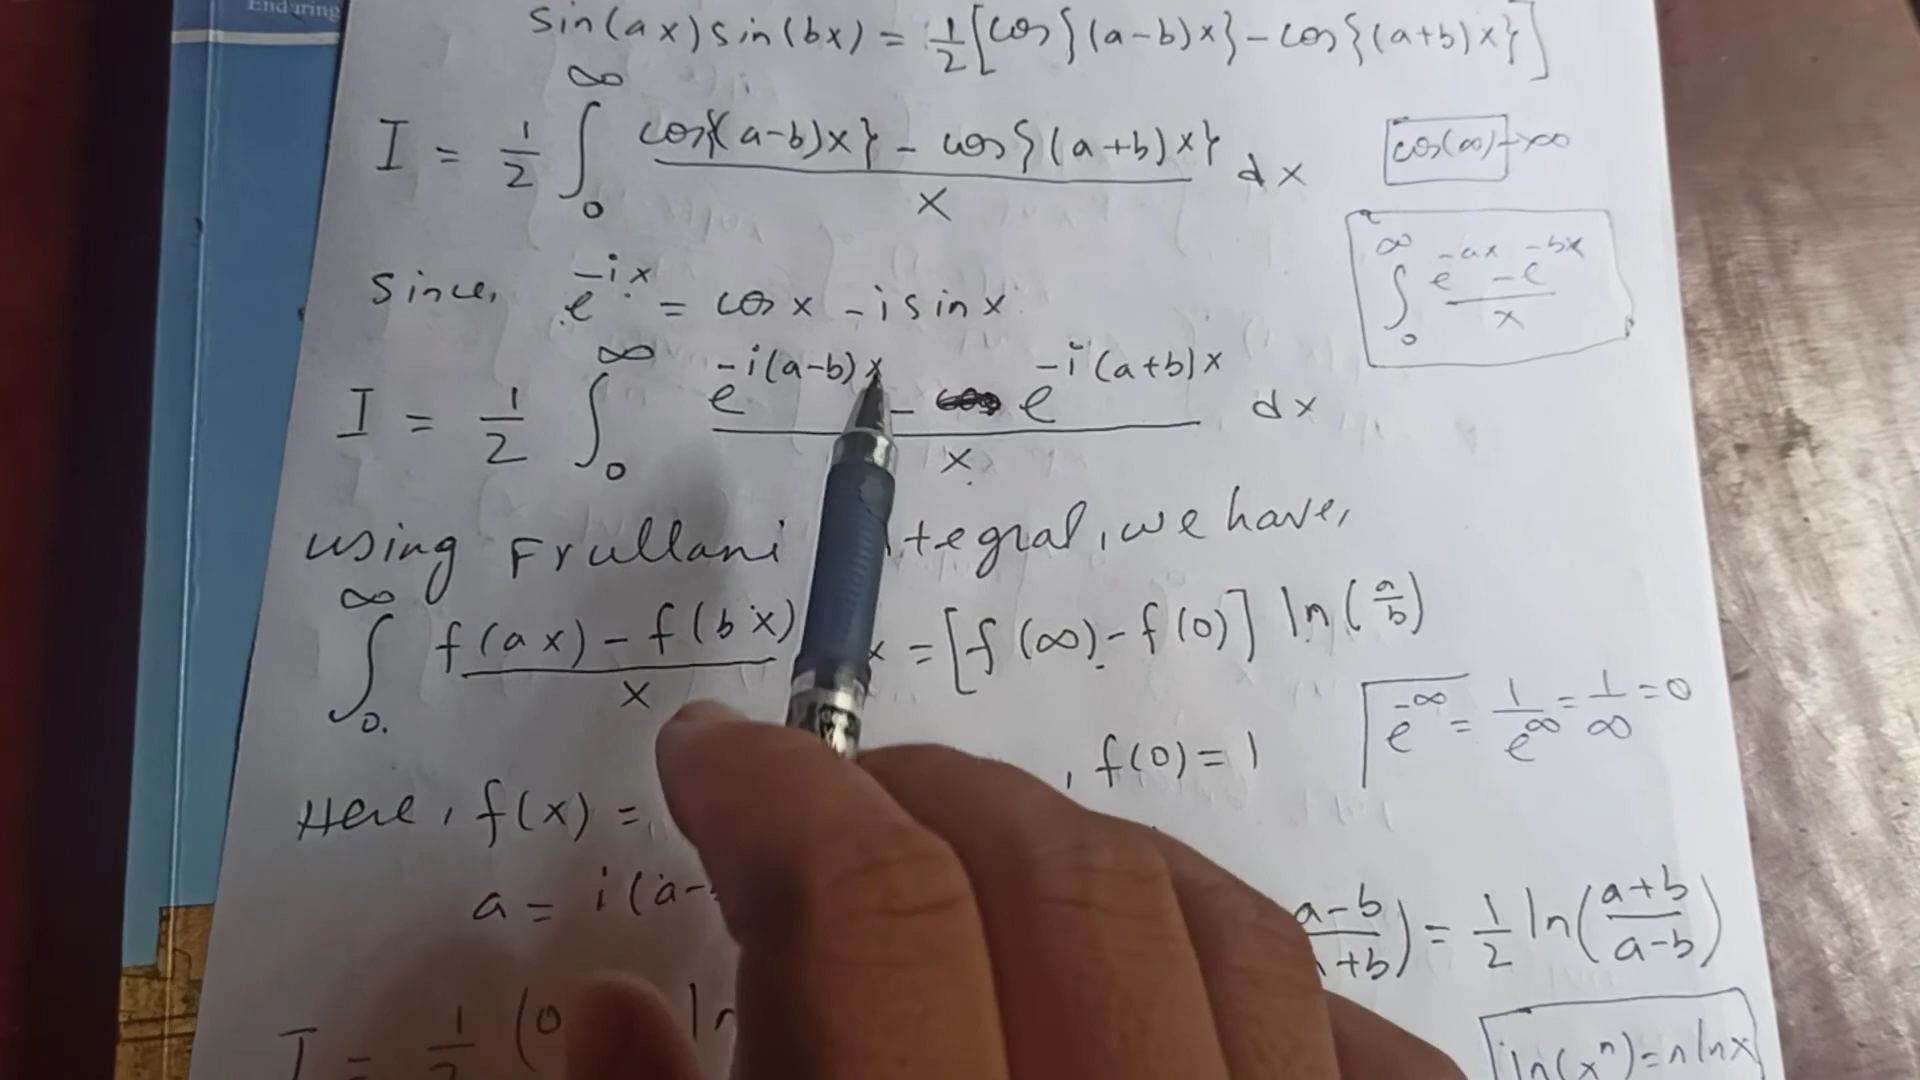 Enduring
sin(ax)sin(bx) = 1/2[cos{(a-b)x} - cos{(a+b)x}]
I = 1/2 ∫₀^∞ (cos{(a-b)x} - cos{(a+b)x})/x dx
cos(∞)→∞
∫₀^∞ (e^(-ax) - e^(-bx))/x
Since, e^(-ix) = cos x - i sin x
I = 1/2 ∫₀^∞ (e^(-i(a-b)x) - e^(-i(a+b)x))/x dx
using Frullani tegral, we have,
∫₀^∞ (f(ax) - f(bx))/x x = [f(∞) - f(0)] ln(a/b)
e^(-∞) = 1/e^∞ = 1/∞ = 0
Here, f(x) = , f(0) = 1
a = i(a-
a-b/+b) = 1/2 ln((a+b)/(a-b))
I = 1/2 (0 ln
ln(xⁿ) = n lnx